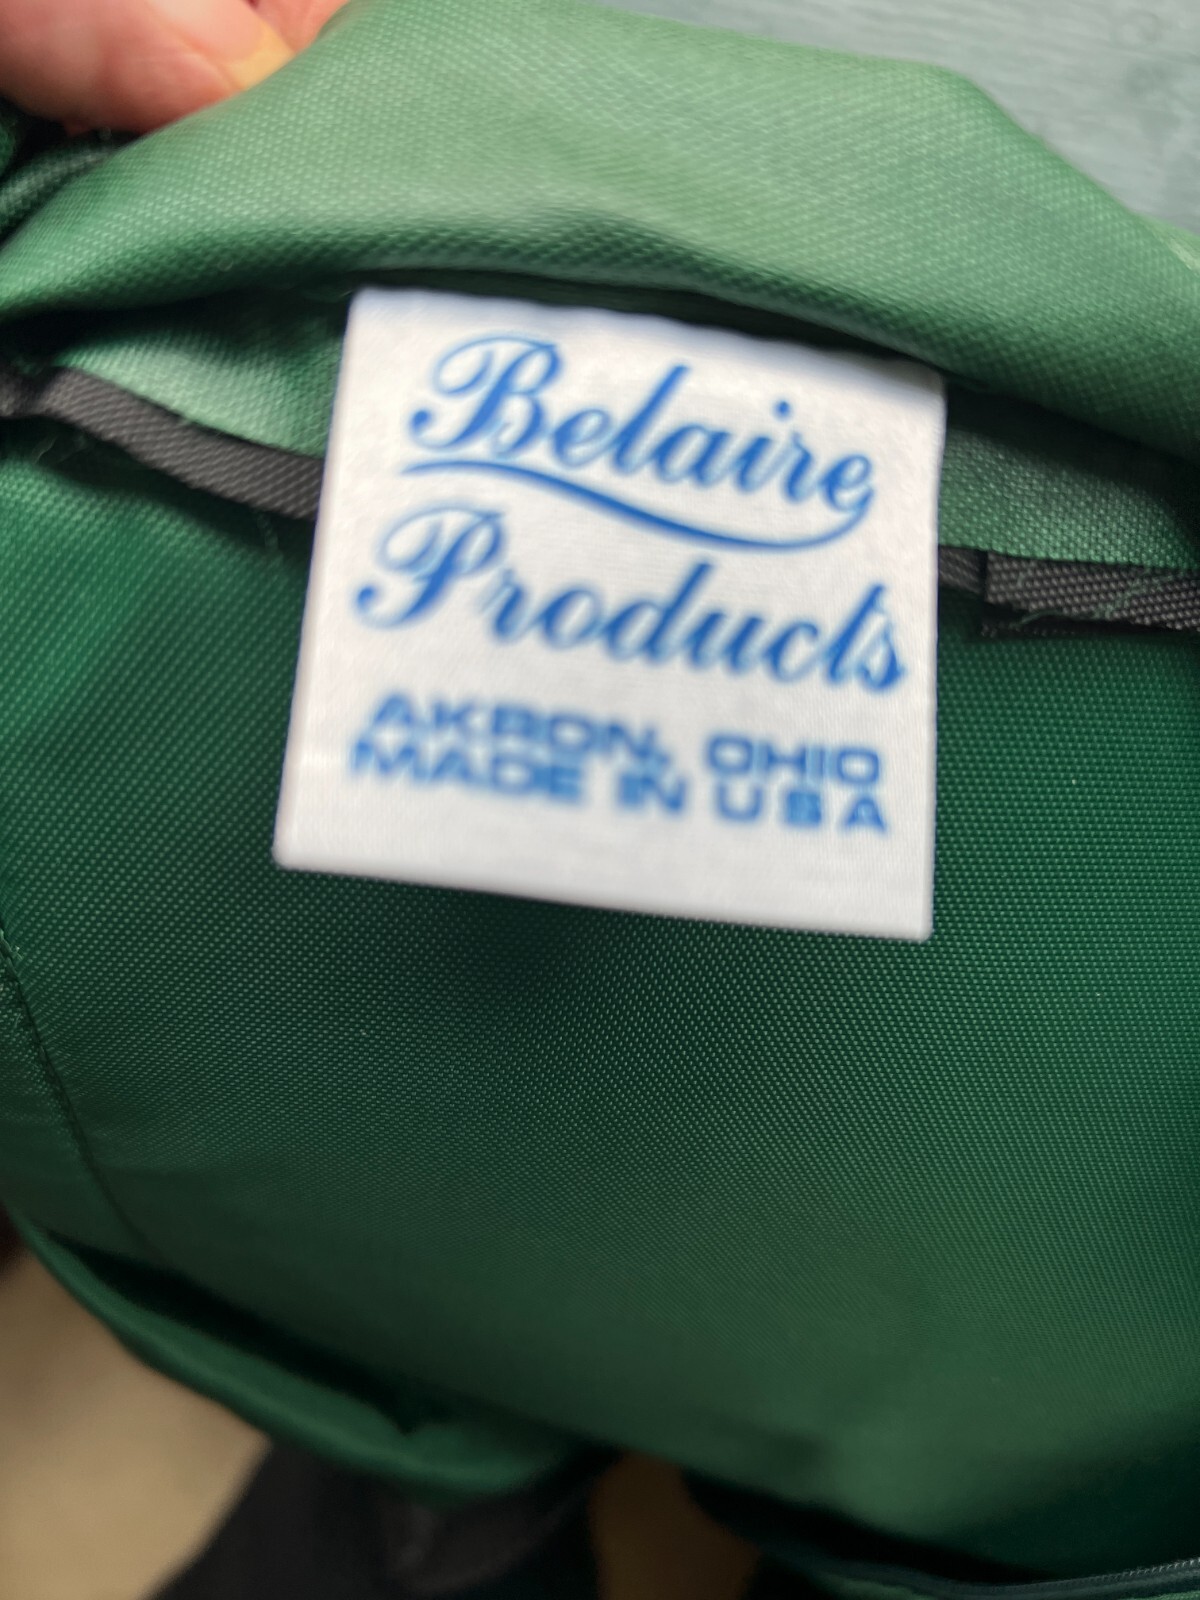 Belaire
Products
AKRON, OHIO
MADE IN USA